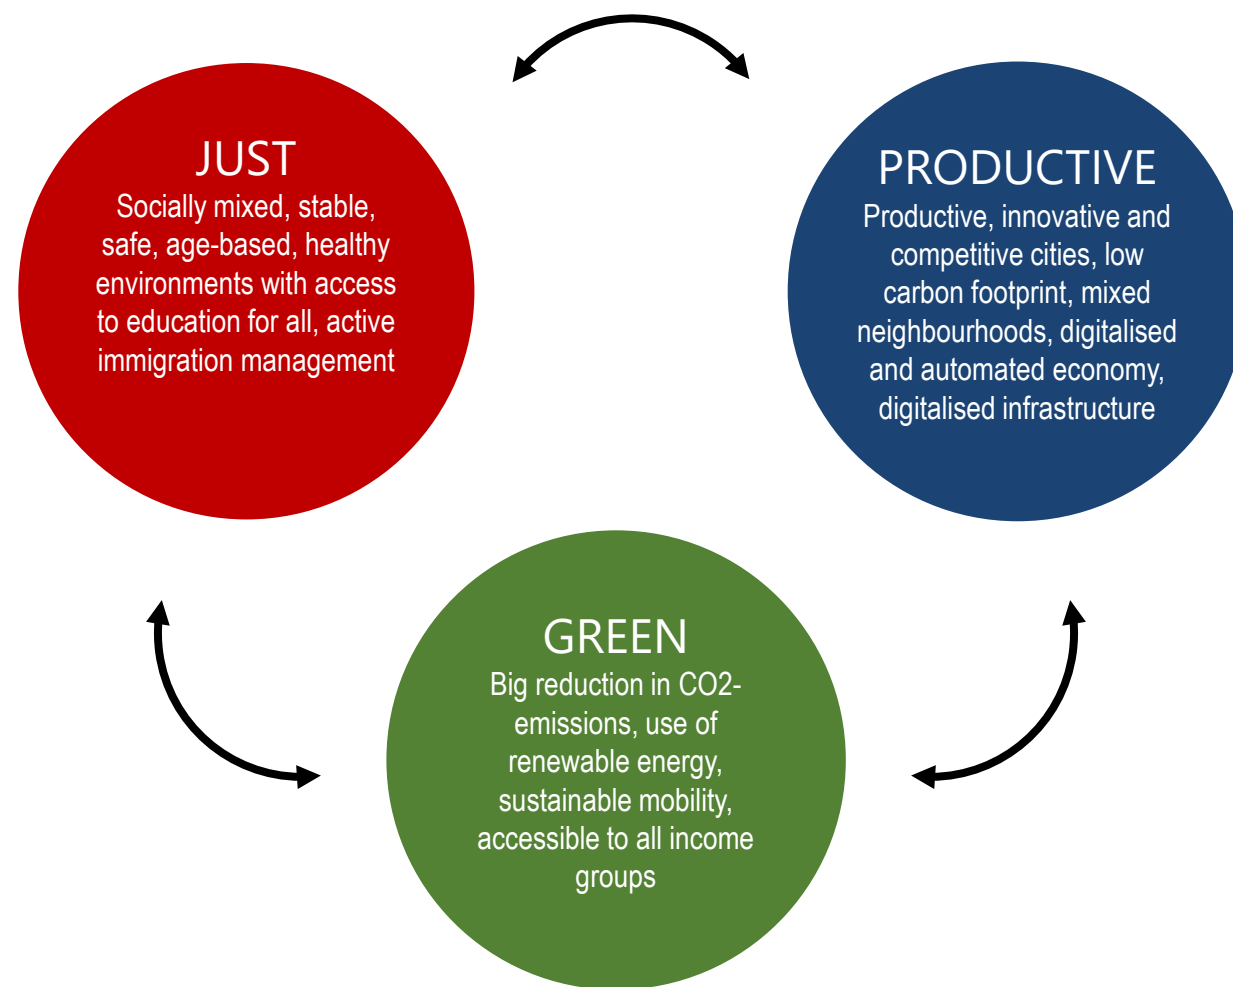 JUST
Socially mixed, stable,
safe, age-based, healthy
environments with access
to education for all, active
immigration management
PRODUCTIVE
Productive, innovative and
competitive cities, low
carbon footprint, mixed
neighbourhoods, digitalised
and automated economy,
digitalised infrastructure
GREEN
Big reduction in CO2-
emissions, use of
renewable energy,
sustainable mobility,
accessible to all income
groups